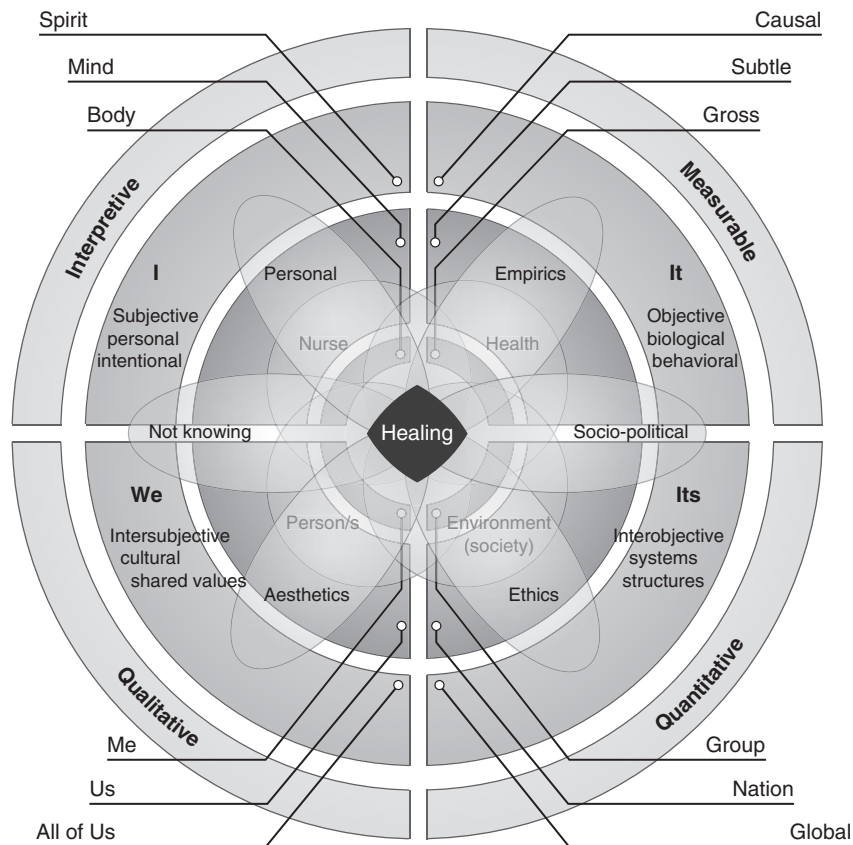 Spirit
Causal
Mind
Subtle
Body
Gross
Interpretive
Measurable
I
It
Personal
Empirics
Subjective
personal
intentional
Objective
biological
behavioral
Nurse
Health
Not knowing
Healing
Socio-political
We
Its
Intersubjective
cultural
shared values
Person/s
Environment
(society)
Interobjective
systems
structures
Aesthetics
Ethics
Qualitative
Quantitative
Me
Group
Us
Nation
All of Us
Global